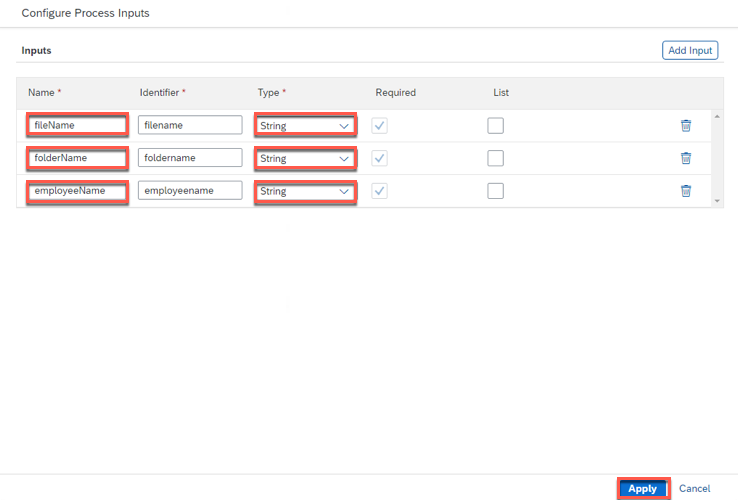 Configure Process Inputs
Inputs
Add Input
Name * Identifier * Type * Required List
fileName filename String
folderName foldername String
employeeName employeename String
Apply Cancel